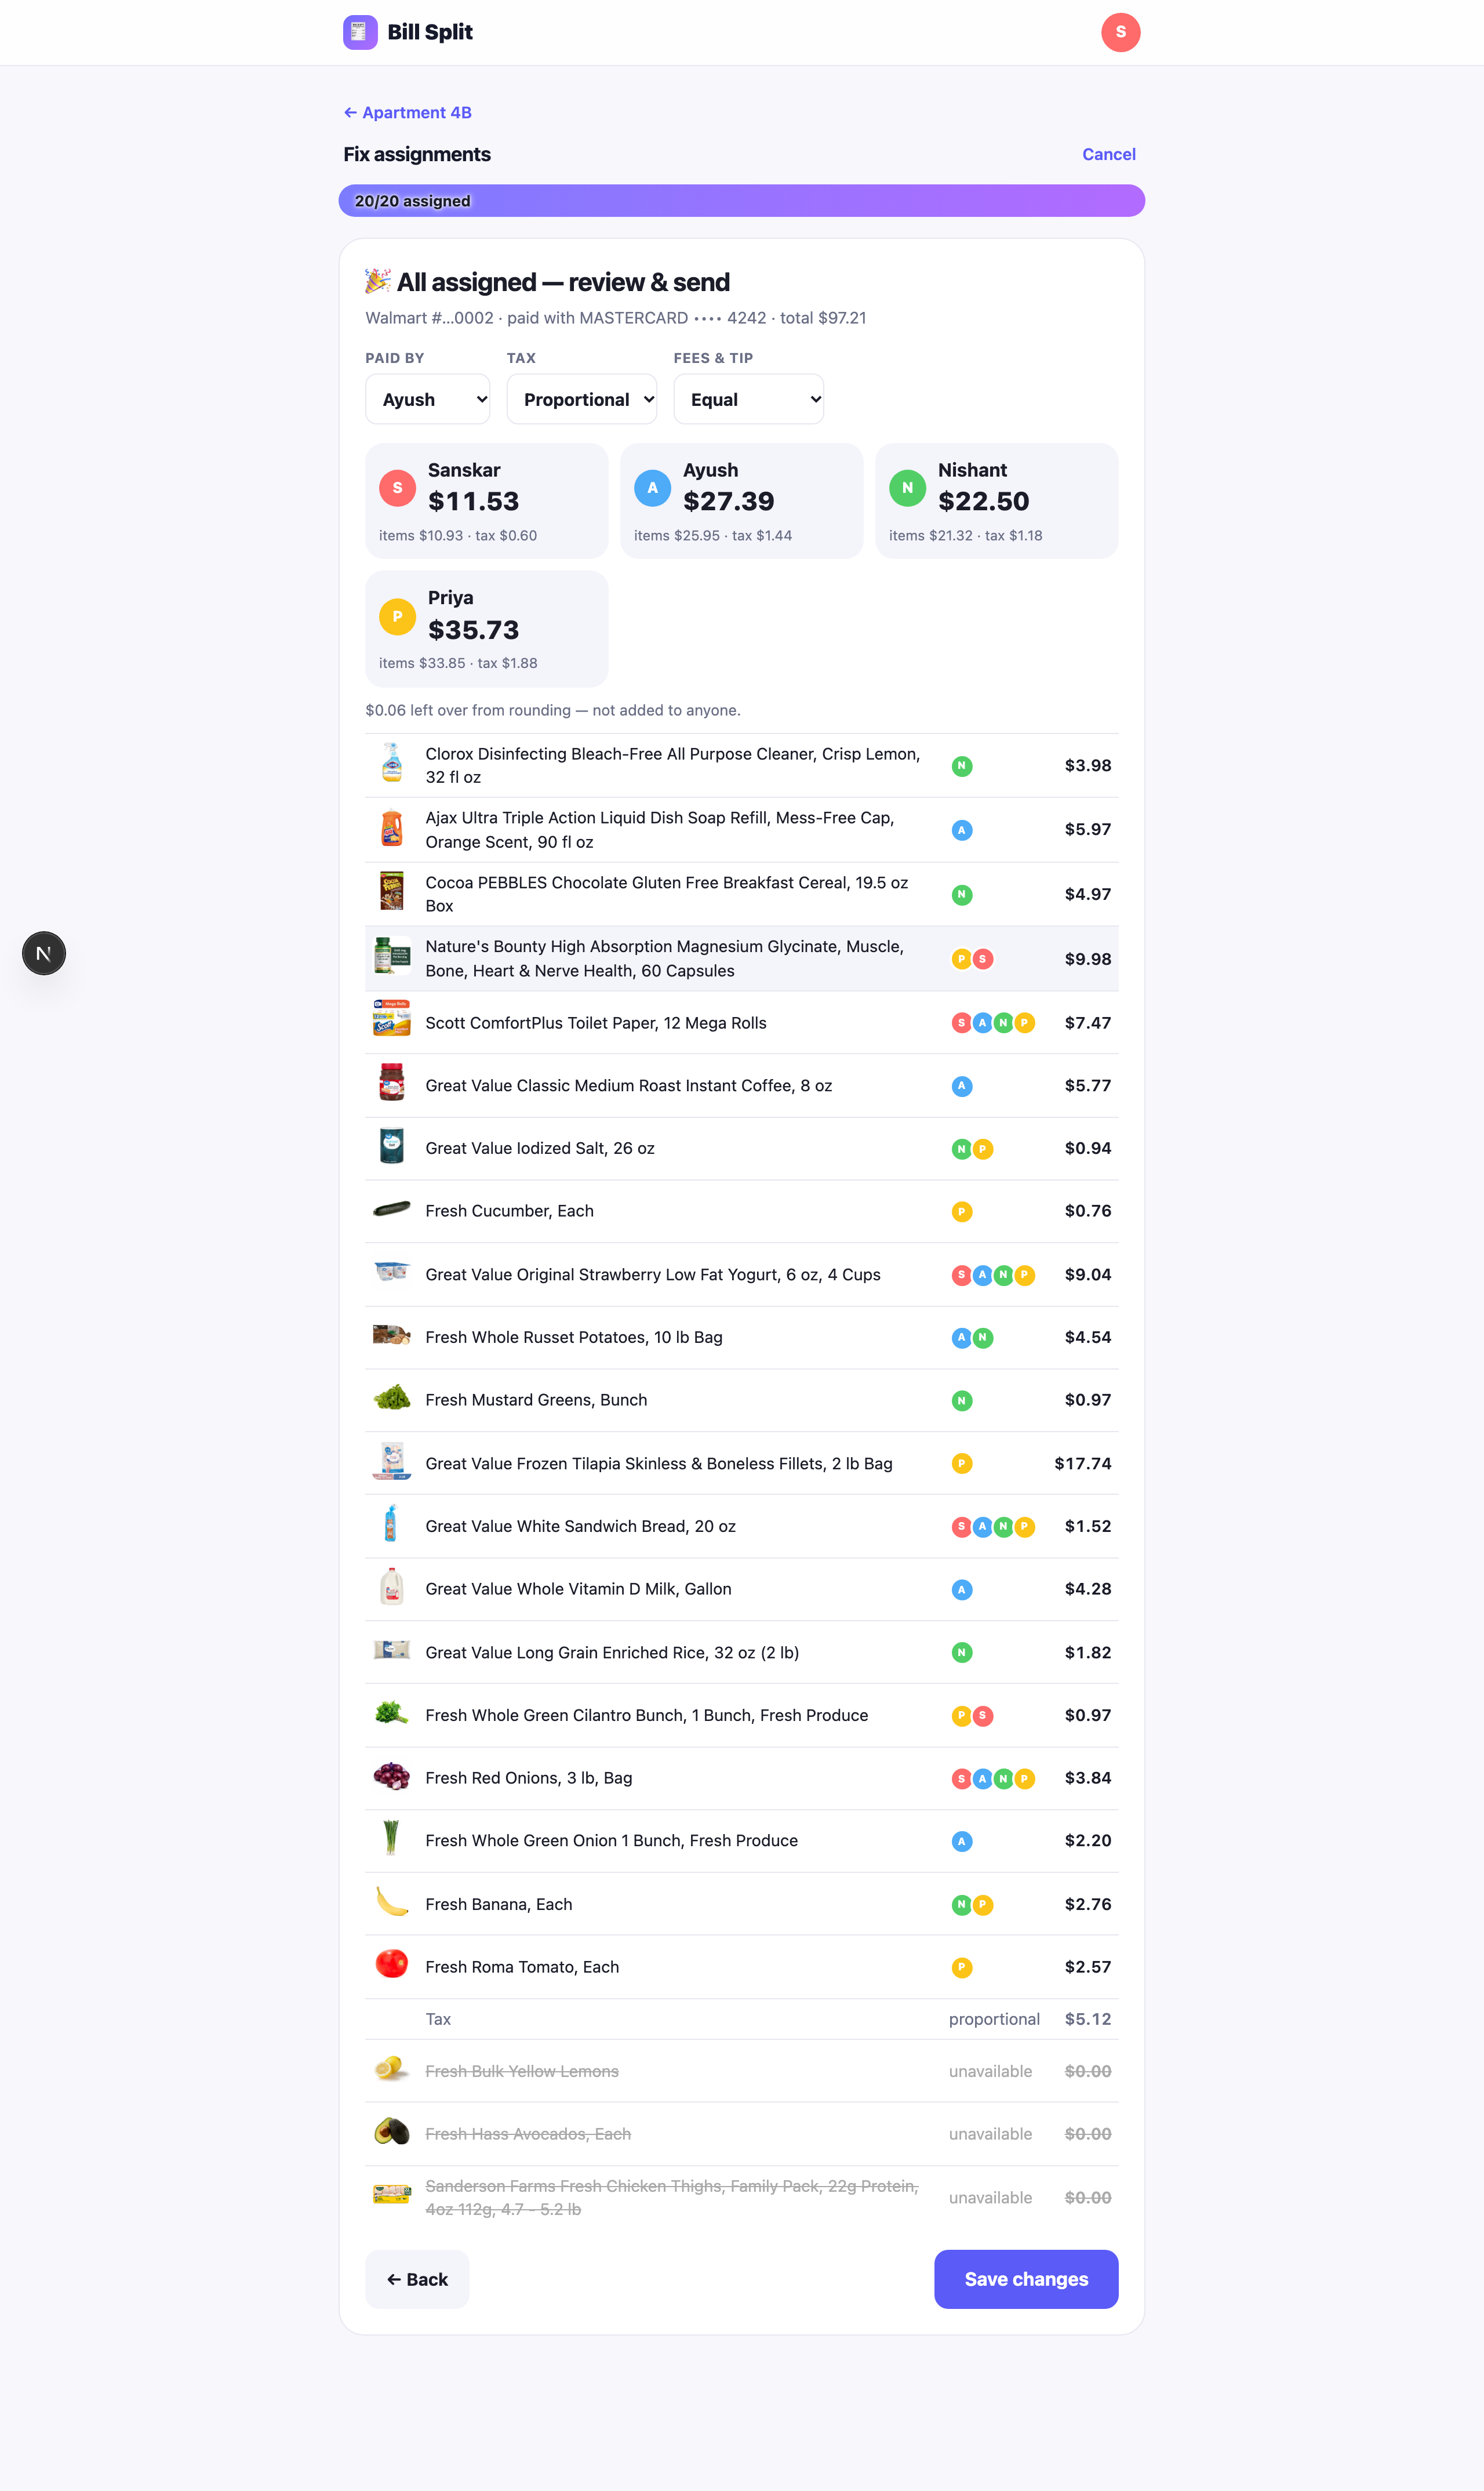 Bill Split
S
← Apartment 4B
Fix assignments
Cancel
20/20 assigned
🎉 All assigned — review & send
Walmart #...0002 · paid with MASTERCARD •••• 4242 · total $97.21
PAID BY
TAX
FEES & TIP
Ayush
Proportional
Equal
S
Sanskar
$11.53
items $10.93 · tax $0.60
A
Ayush
$27.39
items $25.95 · tax $1.44
N
Nishant
$22.50
items $21.32 · tax $1.18
P
Priya
$35.73
items $33.85 · tax $1.88
$0.06 left over from rounding — not added to anyone.
Clorox Disinfecting Bleach-Free All Purpose Cleaner, Crisp Lemon,
32 fl oz
N
$3.98
Ajax Ultra Triple Action Liquid Dish Soap Refill, Mess-Free Cap,
Orange Scent, 90 fl oz
A
$5.97
Cocoa PEBBLES Chocolate Gluten Free Breakfast Cereal, 19.5 oz
Box
N
$4.97
N
Nature's Bounty High Absorption Magnesium Glycinate, Muscle,
Bone, Heart & Nerve Health, 60 Capsules
P S
$9.98
Scott ComfortPlus Toilet Paper, 12 Mega Rolls
S A N P
$7.47
Great Value Classic Medium Roast Instant Coffee, 8 oz
A
$5.77
Great Value Iodized Salt, 26 oz
N P
$0.94
Fresh Cucumber, Each
P
$0.76
Great Value Original Strawberry Low Fat Yogurt, 6 oz, 4 Cups
S A N P
$9.04
Fresh Whole Russet Potatoes, 10 lb Bag
A N
$4.54
Fresh Mustard Greens, Bunch
N
$0.97
Great Value Frozen Tilapia Skinless & Boneless Fillets, 2 lb Bag
P
$17.74
Great Value White Sandwich Bread, 20 oz
S A N P
$1.52
Great Value Whole Vitamin D Milk, Gallon
A
$4.28
Great Value Long Grain Enriched Rice, 32 oz (2 lb)
N
$1.82
Fresh Whole Green Cilantro Bunch, 1 Bunch, Fresh Produce
P S
$0.97
Fresh Red Onions, 3 lb, Bag
S A N P
$3.84
Fresh Whole Green Onion 1 Bunch, Fresh Produce
A
$2.20
Fresh Banana, Each
N P
$2.76
Fresh Roma Tomato, Each
P
$2.57
Tax
proportional
$5.12
Fresh Bulk Yellow Lemons
unavailable
$0.00
Fresh Hass Avocados, Each
unavailable
$0.00
Sanderson Farms Fresh Chicken Thighs, Family Pack, 22g Protein,
4oz 112g, 4.7 - 5.2 lb
unavailable
$0.00
← Back
Save changes